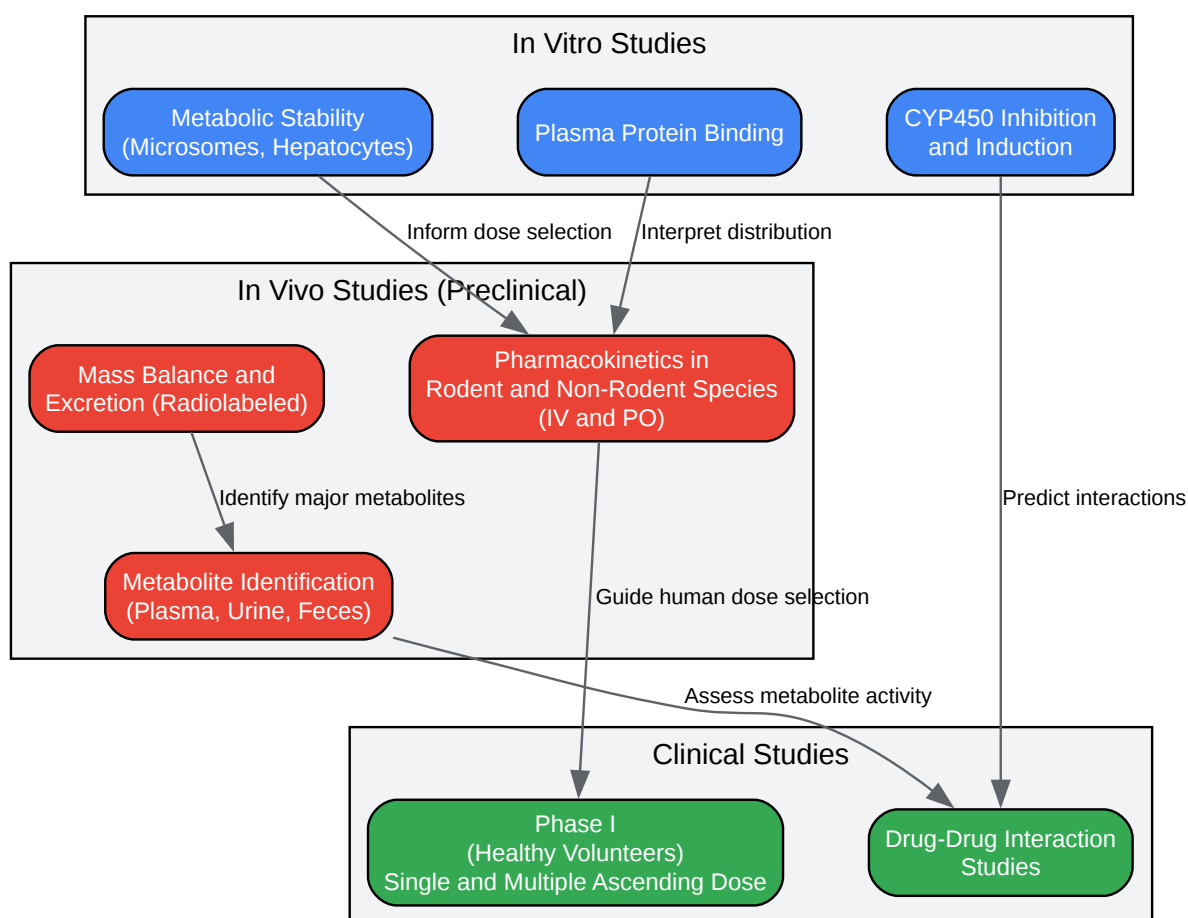 In Vitro Studies
Metabolic Stability
(Microsomes, Hepatocytes)
Plasma Protein Binding
CYP450 Inhibition
and Induction
Inform dose selection
Interpret distribution
In Vivo Studies (Preclinical)
Mass Balance and
Excretion (Radiolabeled)
Pharmacokinetics in
Rodent and Non-Rodent Species
(IV and PO)
Identify major metabolites
Predict interactions
Metabolite Identification
(Plasma, Urine, Feces)
Guide human dose selection
Assess metabolite activity
Clinical Studies
Phase I
(Healthy Volunteers)
Single and Multiple Ascending Dose
Drug-Drug Interaction
Studies